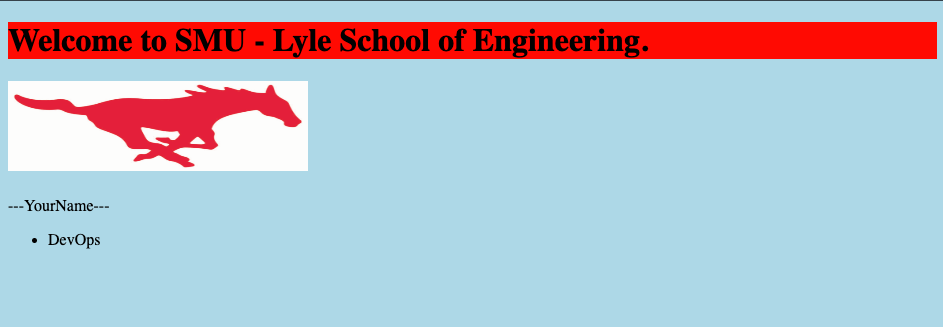 Welcome to SMU - Lyle School of Engineering.
---YourName---
• DevOps